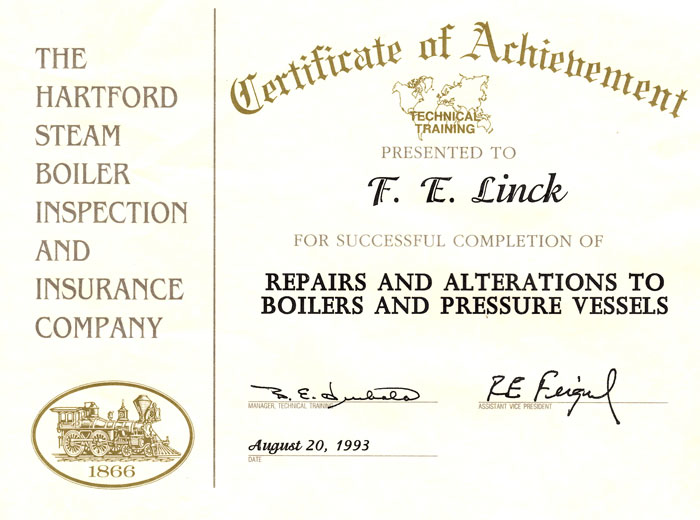 THE
HARTFORD
STEAM
BOILER
INSPECTION
AND
INSURANCE
COMPANY
1866
Certificate of Achievement
TECHNICAL
TRAINING
PRESENTED TO
F. E. Linck
FOR SUCCESSFUL COMPLETION OF
REPAIRS AND ALTERATIONS TO
BOILERS AND PRESSURE VESSELS
MANAGER, TECHNICAL TRAINING
ASSISTANT VICE PRESIDENT
August 20, 1993
DATE